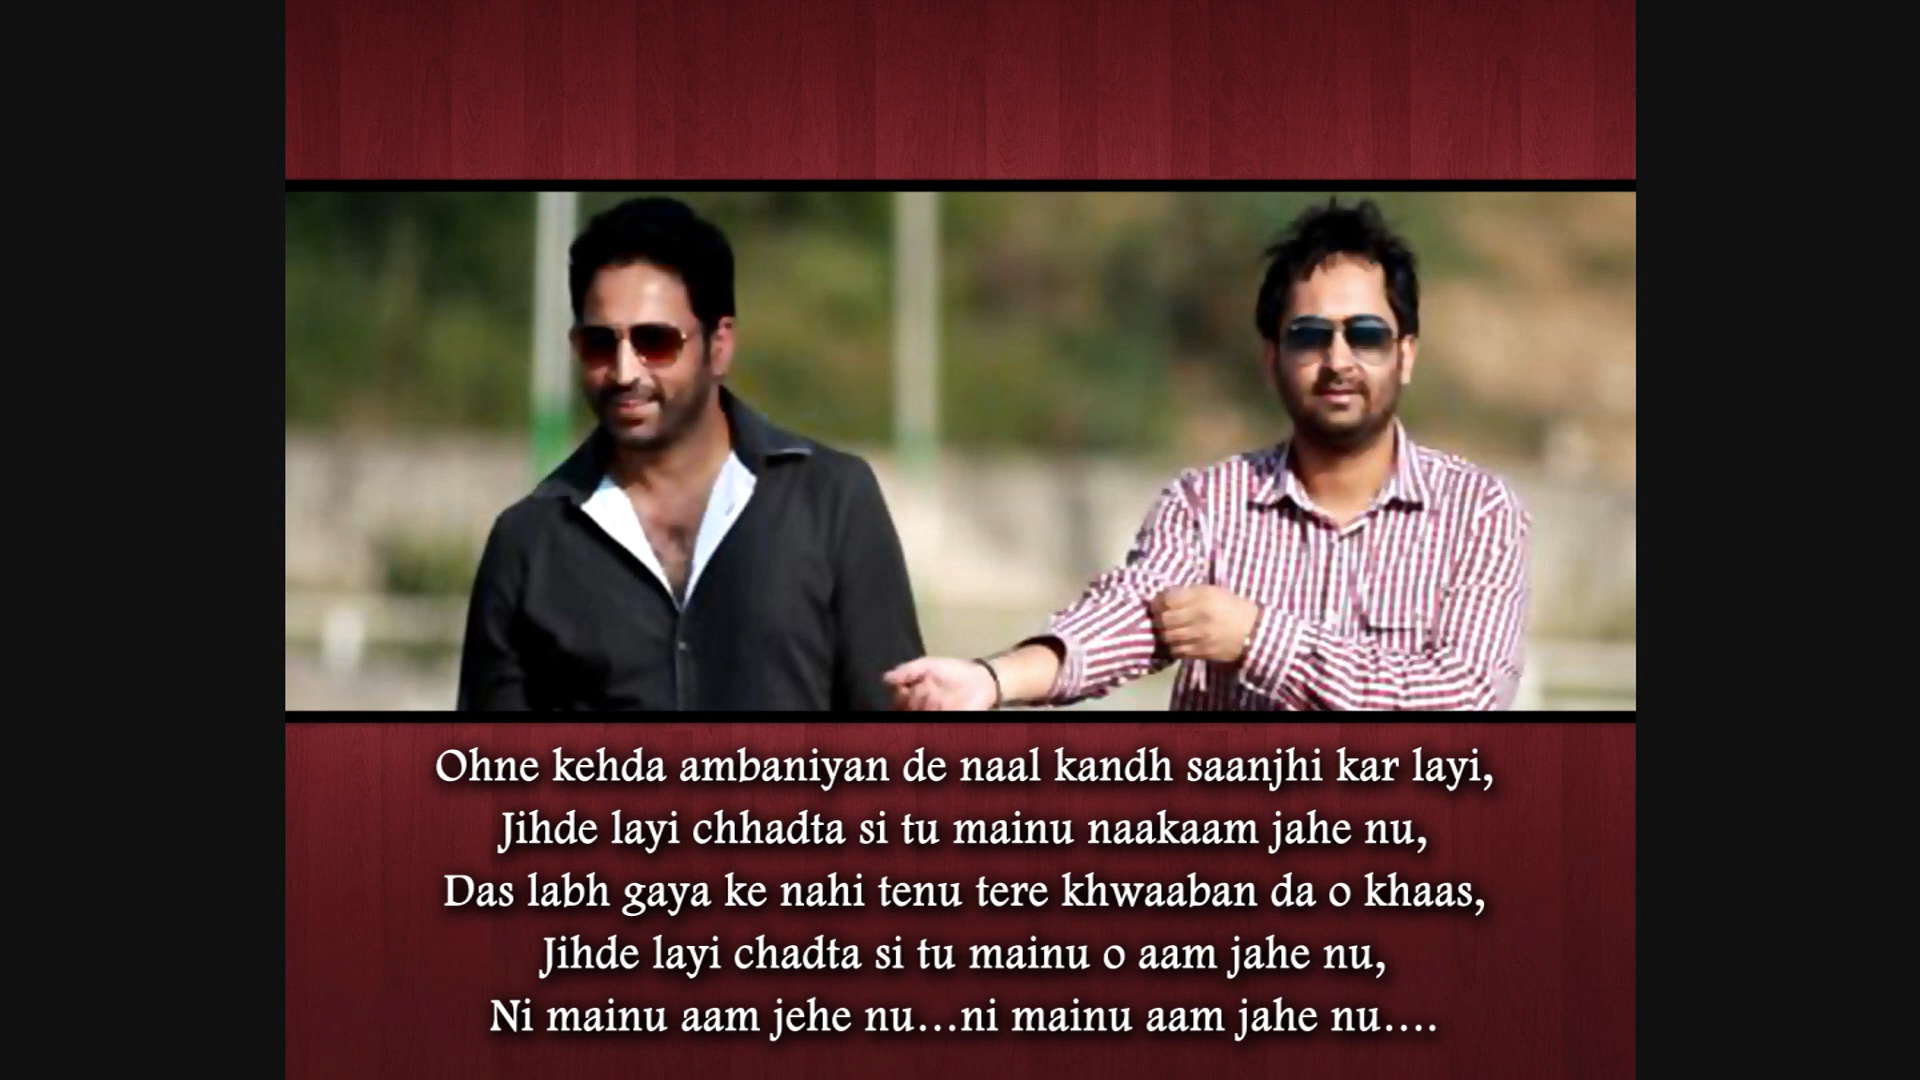 Ohne kehda ambaniyan de naal kandh saanjhi kar layi,
Jihde layi chhadta si tu mainu naakaam jahe nu,
Das labh gaya ke nahi tenu tere khwaaban da o khaas,
Jihde layi chadta si tu mainu o aam jahe nu,
Ni mainu aam jehe nu...ni mainu aam jahe nu....